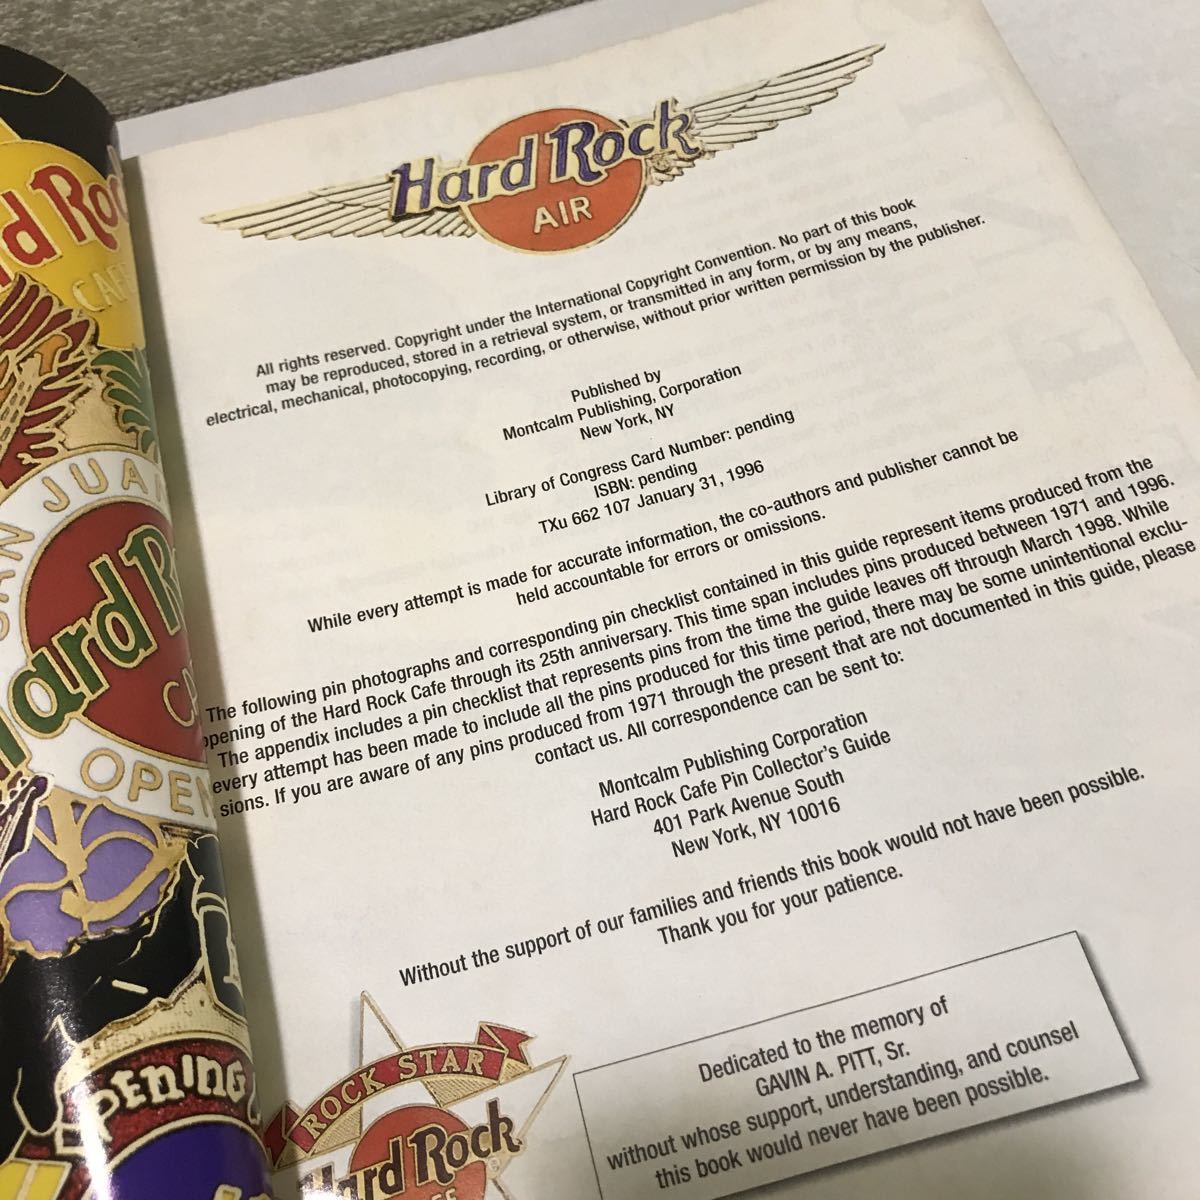 Hard Rock
AIR
All rights reserved. Copyright under the International Copyright Convention. No part of this book
may be reproduced, stored in a retrieval system, or transmitted in any form, or by any means,
electrical, mechanical, photocopying, recording, or otherwise, without prior written permission by the publisher.
Published by
Montcalm Publishing, Corporation
New York, NY
Library of Congress Card Number: pending
ISBN: pending
TXu 662 107 January 31, 1996
While every attempt is made for accurate information, the co-authors and publisher cannot be
held accountable for errors or omissions.
The following pin photographs and corresponding pin checklist contained in this guide represent items produced from the
opening of the Hard Rock Cafe through its 25th anniversary. This time span includes pins produced between 1971 and 1996.
The appendix includes a pin checklist that represents pins from the time the guide leaves off through March 1998. While
every attempt has been made to include all the pins produced for this time period, there may be some unintentional exclu-
sions. If you are aware of any pins produced from 1971 through the present that are not documented in this guide, please
contact us. All correspondence can be sent to:
Montcalm Publishing Corporation
Hard Rock Cafe Pin Collector's Guide
401 Park Avenue South
New York, NY 10016
Without the support of our families and friends this book would not have been possible.
Thank you for your patience.
Dedicated to the memory of
GAVIN A. PITT, Sr.
without whose support, understanding, and counsel
this book would never have been possible.
ROCK STAR
Hard Rock
rd Ro
CAF
SAN JUA
Hard R
CA
OPEN
PENING